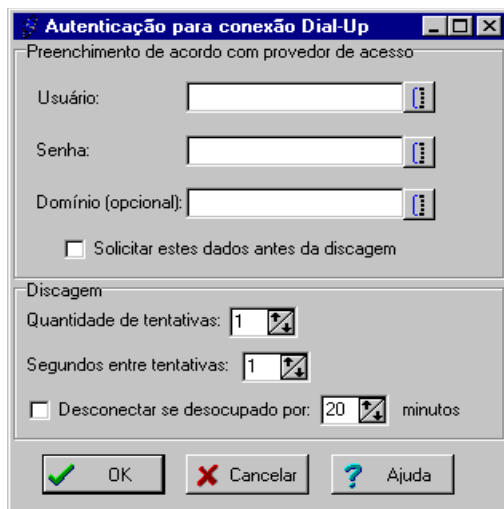 Autenticação para conexão Dial-Up
Preenchimento de acordo com provedor de acesso
Usuário:
Senha:
Domínio (opcional):
Solicitar estes dados antes da discagem
Discagem
Quantidade de tentativas: 1
Segundos entre tentativas: 1
Desconectar se desocupado por: 20 minutos
OK Cancelar Ajuda